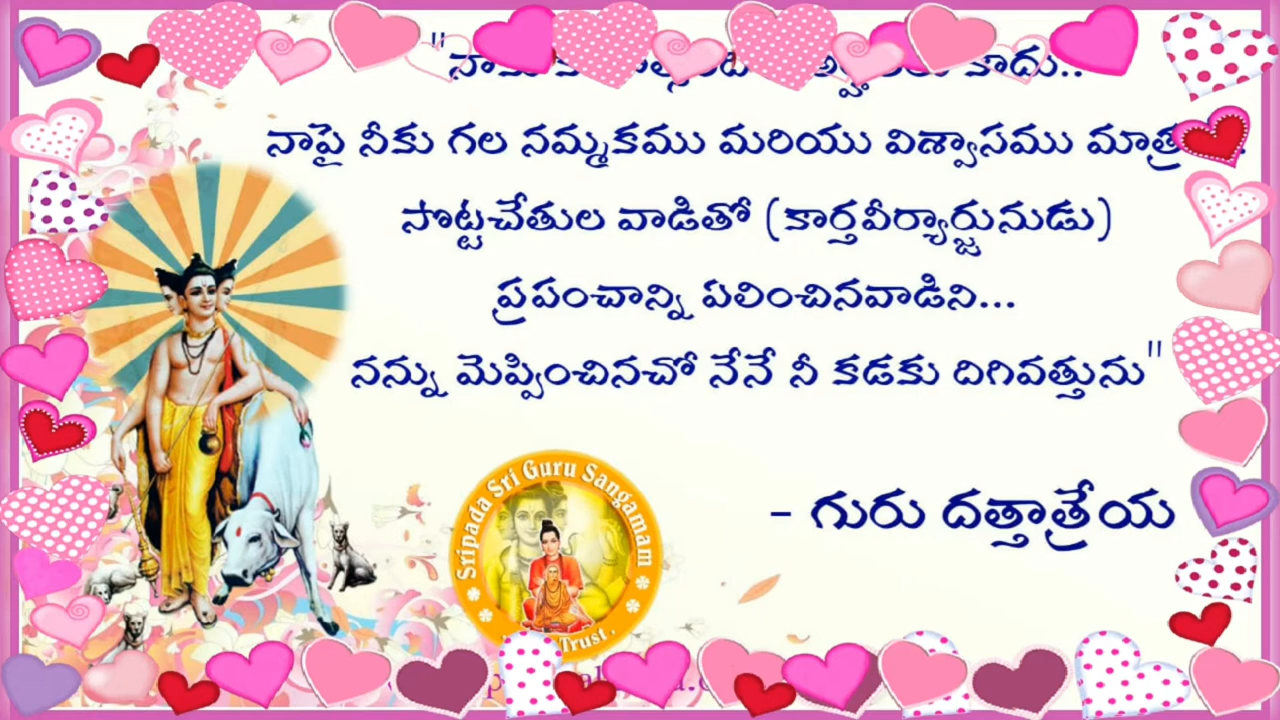 కాదు..
నాపై నీకు గల నమ్మకము మరియు విశ్వాసము
సొట్టచేతుల వాడితో (కార్తవీర్యార్జునుడు)
ప్రపంచాన్ని ఏలించినవాడిని...
నన్ను మెప్పించినచో నేనే నీ కడకు దిగివత్తును"
- గురు దత్తాత్రేయ
Sripada Sri Guru Sangamam
Trust.